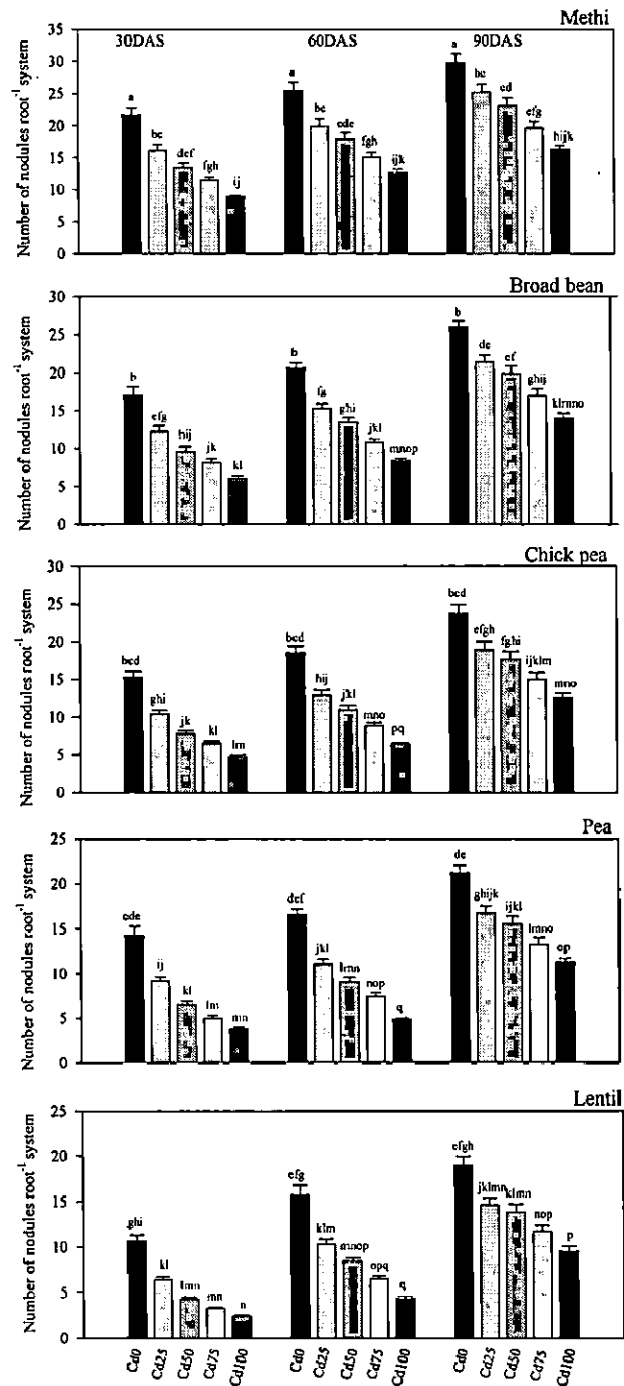 Methi
30DAS 60DAS 90DAS
Number of nodules root⁻¹ system
35
30
25
20
15
10
5
0
a bc def fgh ij
a bc cde fgh ijk
a bc cd efg hijk
Broad bean
Number of nodules root⁻¹ system
30
25
20
15
10
5
0
b efg hij jk kl
b fg ghi jkl mnop
b de ef ghij klmno
Chick pea
Number of nodules root⁻¹ system
30
25
20
15
10
5
0
bcd ghi jk kl lm
bcd hij jkl mno pq
bcd efgh fghi ijklm mno
Pea
Number of nodules root⁻¹ system
25
20
15
10
5
0
cde ij kl lm mn
def jkl lmn nop q
de ghijk ijkl lmno op
Lentil
Number of nodules root⁻¹ system
25
20
15
10
5
0
ghi kl lmn mn n
efg klm mnop opq q
efgh jklmn klmn nop p
Cd0 Cd25 Cd50 Cd75 Cd100 Cd0 Cd25 Cd50 Cd75 Cd100 Cd0 Cd25 Cd50 Cd75 Cd100